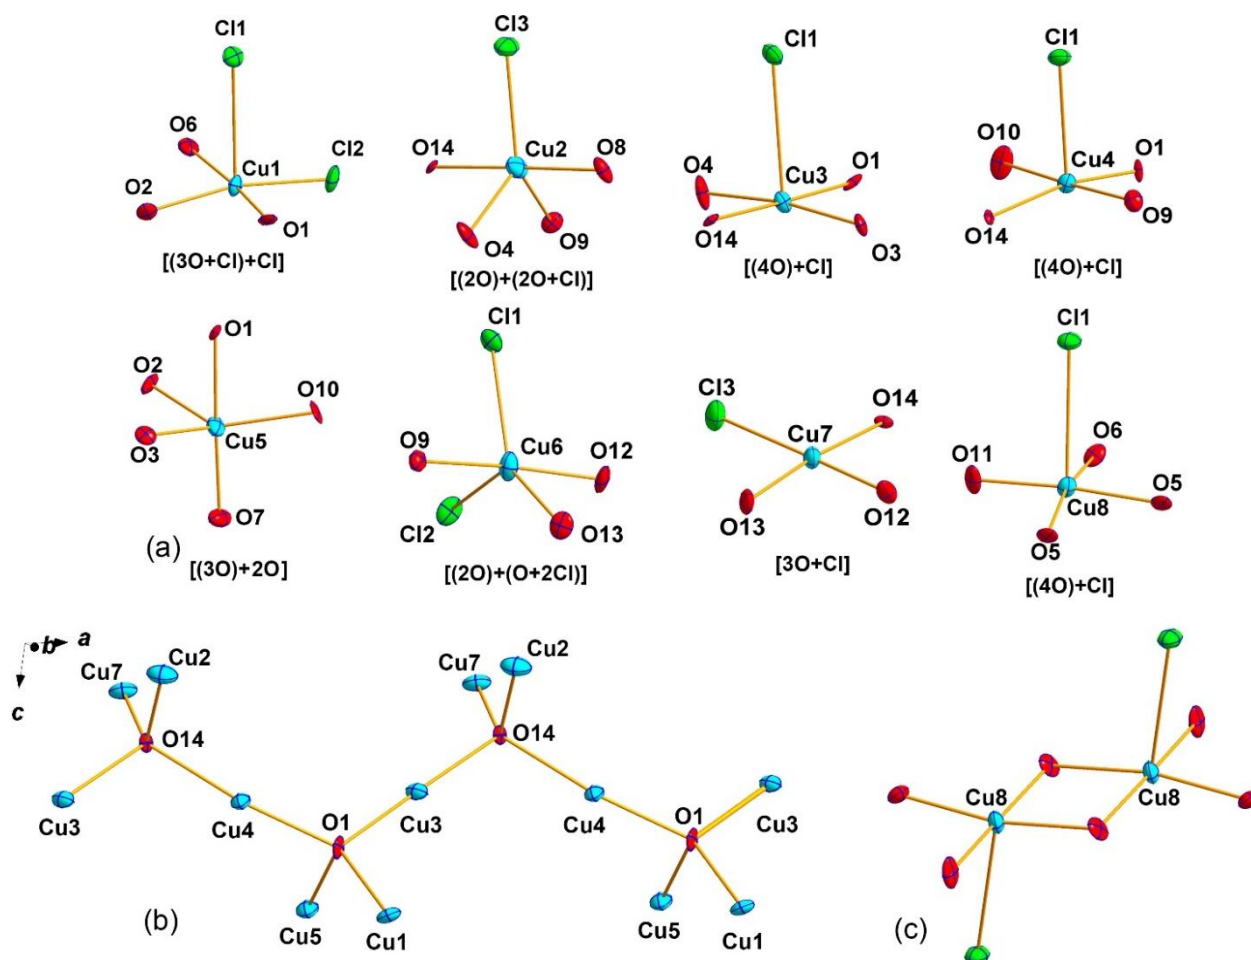 Cl1
O6
Cu1
Cl2
O2
O1
[(3O+Cl)+Cl]
Cl3
O14
Cu2
O8
O4
O9
[(2O)+(2O+Cl)]
Cl1
O4
O1
Cu3
O14
O3
[(4O)+Cl]
Cl1
O10
Cu4
O1
O14
O9
[(4O)+Cl]
O1
O2
O10
O3
Cu5
O7
(a)
[(3O)+2O]
Cl1
O9
Cu6
O12
Cl2
O13
[(2O)+(O+2Cl)]
Cl3
O14
Cu7
O13
O12
[3O+Cl]
Cl1
O6
O11
Cu8
O5
O5
[(4O)+Cl]
b
a
c
Cu7
Cu2
O14
Cu3
Cu4
O1
Cu5
Cu1
Cu3
Cu7
Cu2
O14
Cu4
O1
Cu3
Cu5
Cu1
(b)
Cu8
Cu8
(c)